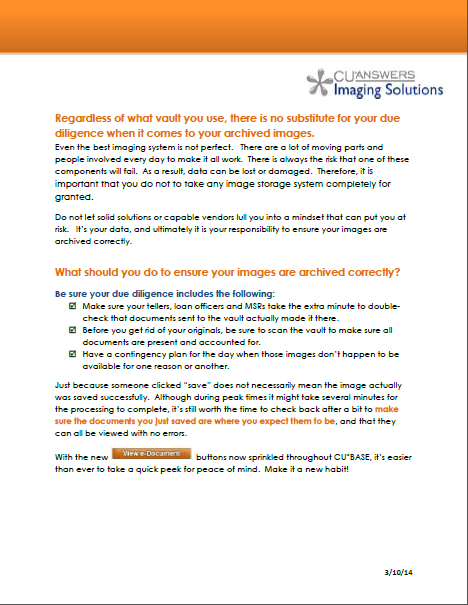 CU*ANSWERS
Imaging Solutions
Regardless of what vault you use, there is no substitute for your due
diligence when it comes to your archived images.
Even the best imaging system is not perfect. There are a lot of moving parts and
people involved every day to make it all work. There is always the risk that one of these
components will fail. As a result, data can be lost or damaged. Therefore, it is
important that you do not to take any image storage system completely for
granted.
Do not let solid solutions or capable vendors lull you into a mindset that can put you at
risk. It's your data, and ultimately it is your responsibility to ensure your images are
archived correctly.
What should you do to ensure your images are archived correctly?
Be sure your due diligence includes the following:
Make sure your tellers, loan officers and MSRs take the extra minute to double-
check that documents sent to the vault actually made it there.
Before you get rid of your originals, be sure to scan the vault to make sure all
documents are present and accounted for.
Have a contingency plan for the day when those images don't happen to be
available for one reason or another.
Just because someone clicked "save" does not necessarily mean the image actually
was saved successfully. Although during peak times it might take several minutes for
the processing to complete, it's still worth the time to check back after a bit to make
sure the documents you just saved are where you expect them to be, and that they
can all be viewed with no errors.
With the new View e-Document buttons now sprinkled throughout CU*BASE, it's easier
than ever to take a quick peek for peace of mind. Make it a new habit!
3/10/14